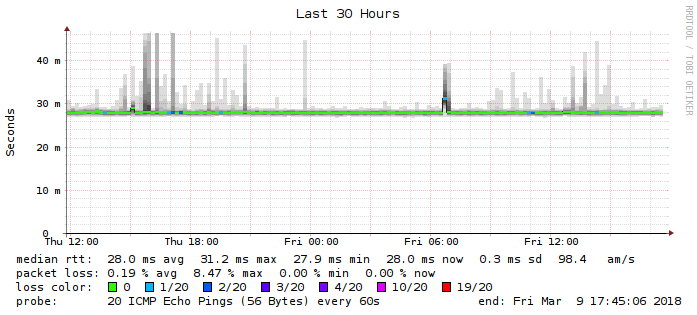 Last 30 Hours
RRDTOOL / TOBI OETIKER
Seconds
40 m
30 m
20 m
10 m
0
Thu 12:00 Thu 18:00 Fri 00:00 Fri 06:00 Fri 12:00
median rtt: 28.0 ms avg 31.2 ms max 27.9 ms min 28.0 ms now 0.3 ms sd 98.4 am/s
packet loss: 0.19 % avg 8.47 % max 0.00 % min 0.00 % now
loss color: 0 1/20 2/20 3/20 4/20 10/20 19/20
probe: 20 ICMP Echo Pings (56 Bytes) every 60s end: Fri Mar 9 17:45:06 2018